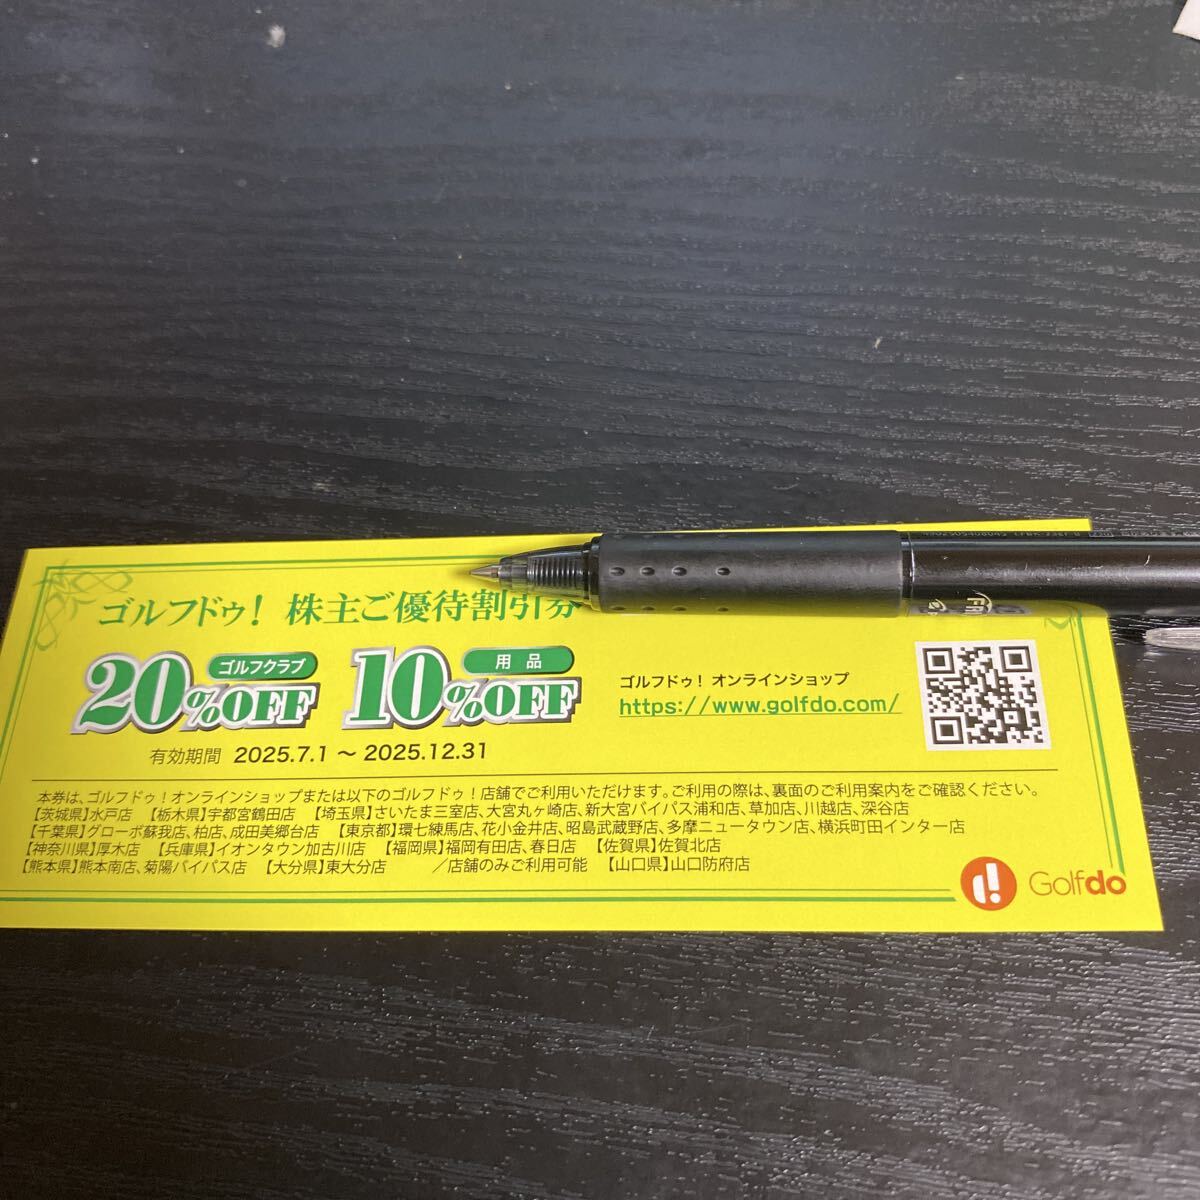 ゴルフドゥ! 株主ご優待割引券
20%OFF ゴルフクラブ
10%OFF 用品
ゴルフドゥ! オンラインショップ
https://www.golfdo.com/
有効期間 2025.7.1 〜 2025.12.31
本券は、ゴルフドゥ!オンラインショップまたは以下のゴルフドゥ!店舗でご利用いただけます。ご利用の際は、裏面のご利用案内をご確認ください。
【茨城県】水戸店 【栃木県】宇都宮鶴田店 【埼玉県】さいたま三室店、大宮丸ヶ崎店、新大宮バイパス浦和店、草加店、川越店、深谷店
【千葉県】グローボ蘇我店、柏店、成田美郷台店 【東京都】環七練馬店、花小金井店、昭島武蔵野店、多摩ニュータウン店、横浜町田インター店
【神奈川県】厚木店 【兵庫県】イオンタウン加古川店 【福岡県】福岡有田店、春日店 【佐賀県】佐賀北店
【熊本県】熊本南店、菊陽バイパス店 【大分県】東大分店 /店舗のみご利用可能 【山口県】山口防府店
Golfdo